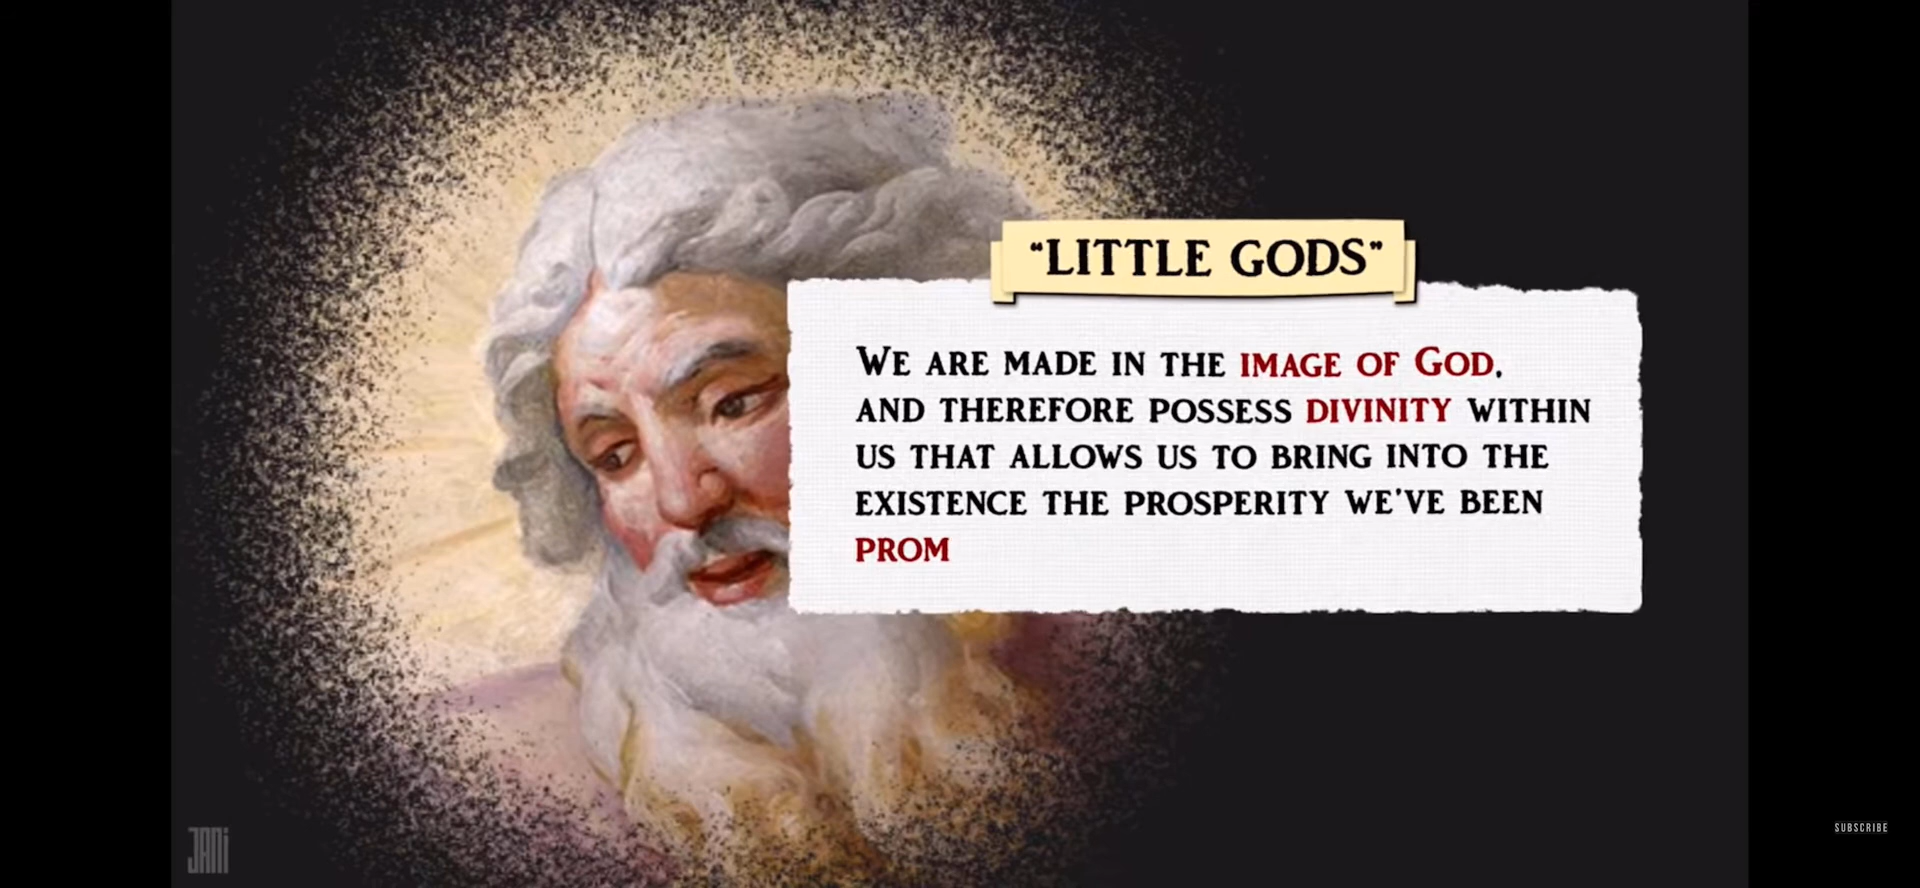 “LITTLE GODS”
WE ARE MADE IN THE IMAGE OF GOD,
AND THEREFORE POSSESS DIVINITY WITHIN
US THAT ALLOWS US TO BRING INTO THE
EXISTENCE THE PROSPERITY WE'VE BEEN
PROM
JANI
SUBSCRIBE